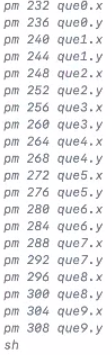 pm 232 que0.x
pm 236 que0.y
pm 240 que1.x
pm 244 que1.y
pm 248 que2.x
pm 252 que2.y
pm 256 que3.x
pm 260 que3.y
pm 264 que4.x
pm 268 que4.y
pm 272 que5.x
pm 276 que5.y
pm 280 que6.x
pm 284 que6.y
pm 288 que7.x
pm 292 que7.y
pm 296 que8.x
pm 300 que8.y
pm 304 que9.x
pm 308 que9.y
sh